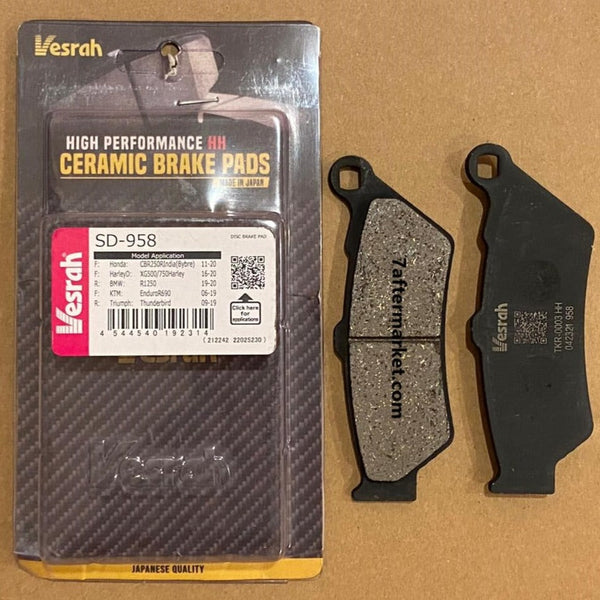 Vesrah
HIGH PERFORMANCE HH
CERAMIC BRAKE PADS
MADE IN JAPAN
Vesrah
SD-958
DISC BRAKE PAD
Model Application
F: Honda: CBR250RIndia(Bybre) 11-20
F: HarleyD: XG500/750Harley 16-20
R: BMW: R1250 19-20
F: KTM: EnduroR690 06-19
R: Triumph: Thunderbird 09-19
Click here
for
applications
4 544540 192314
(212242 22025230)
Vesrah
JAPANESE QUALITY
7aftermarket.com
Vesrah
TKR-0003 HH
042321 958